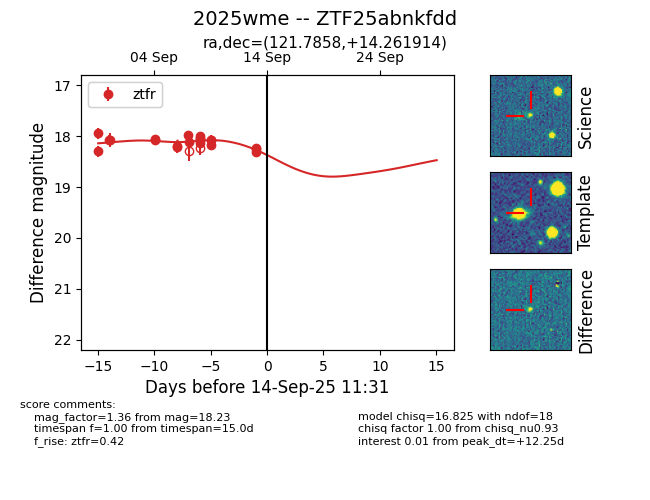 2025wme -- ZTF25abnkfdd
ra,dec=(121.7858,+14.261914)
04 Sep 14 Sep 24 Sep
ztfr
17
18
19
20
21
22
Difference magnitude
−15 −10 −5 0 5 10 15
Days before 14-Sep-25 11:31
Science
Template
Difference
score comments:
mag_factor=1.36 from mag=18.23
timespan f=1.00 from timespan=15.0d
f_rise: ztfr=0.42
model chisq=16.825 with ndof=18
chisq factor 1.00 from chisq_nu0.93
interest 0.01 from peak_dt=+12.25d